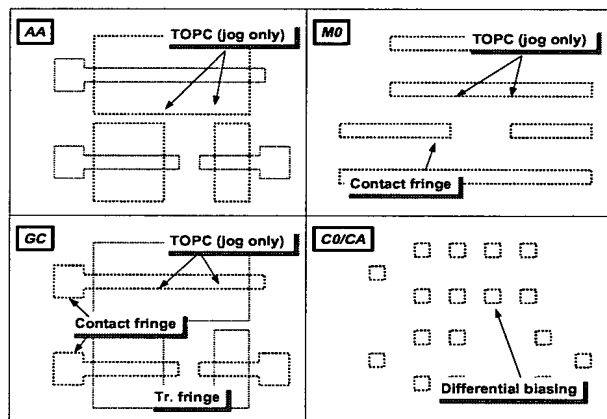 AA
TOPC (jog only)
M0
TOPC (jog only)
Contact fringe
GC
TOPC (jog only)
Contact fringe
Tr. fringe
C0/CA
Differential biasing